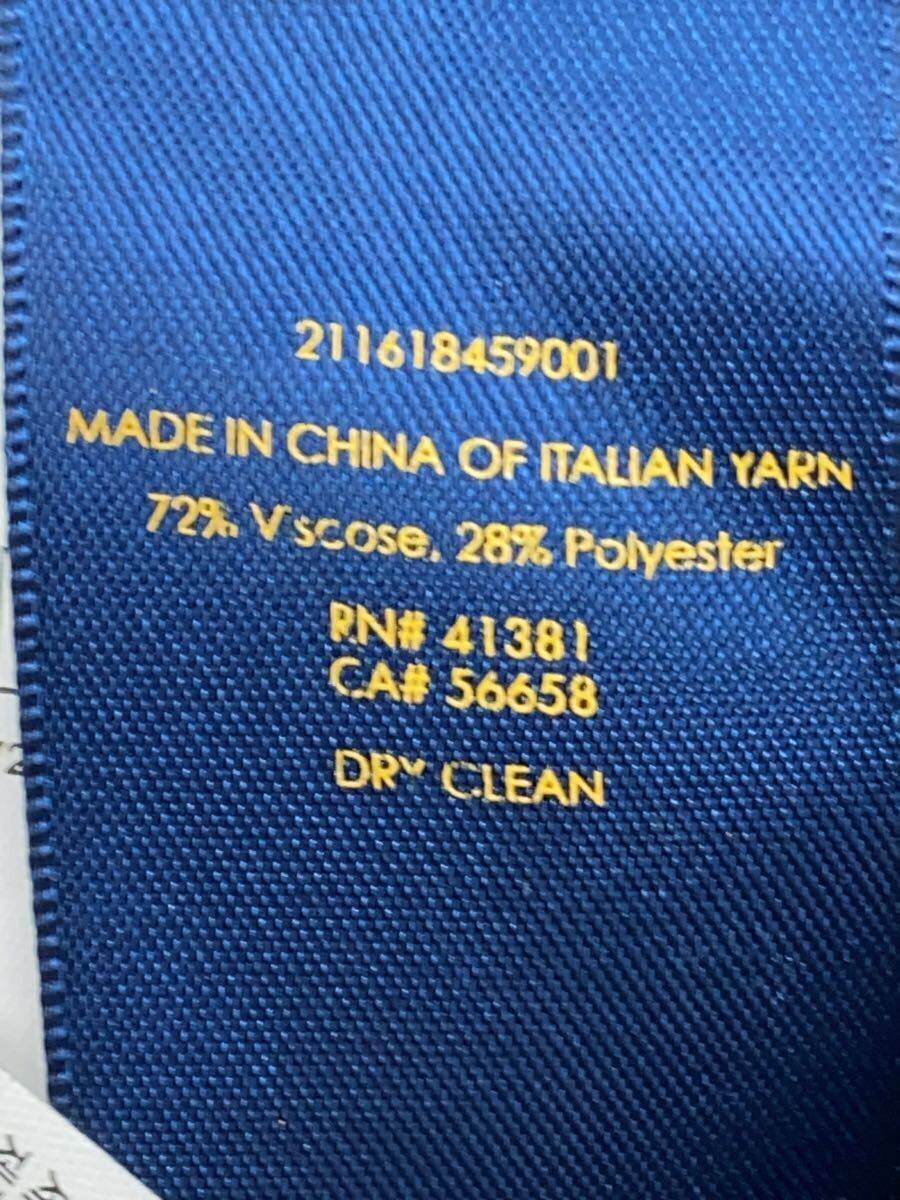 211618459001
MADE IN CHINA OF ITALIAN YARN
72% Viscose, 28% Polyester
RN# 41381
CA# 56658
DRY CLEAN